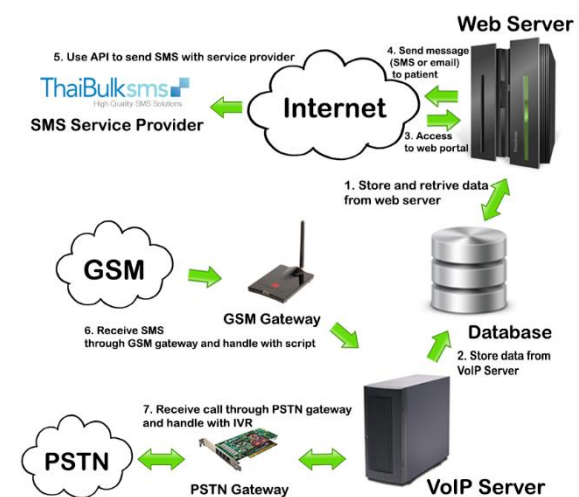 Web Server
5. Use API to send SMS with service provider
4. Send message
(SMS or email)
to patient
ThaiBulksms
High Quality SMS Solutions
SMS Service Provider
Internet
3. Access
to web portal
1. Store and retrive data
from web server
GSM
GSM Gateway
6. Receive SMS
through GSM gateway and handle with script
Database
2. Store data from
VoIP Server
7. Receive call through PSTN gateway
and handle with IVR
PSTN
PSTN Gateway
VoIP Server